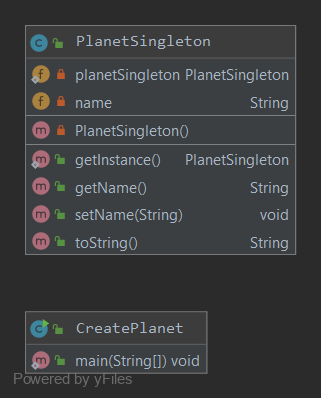 PlanetSingleton
planetSingleton PlanetSingleton
name String
PlanetSingleton()
getInstance() PlanetSingleton
getName() String
setName(String) void
toString() String
CreatePlanet
main(String[]) void
Powered by yFiles